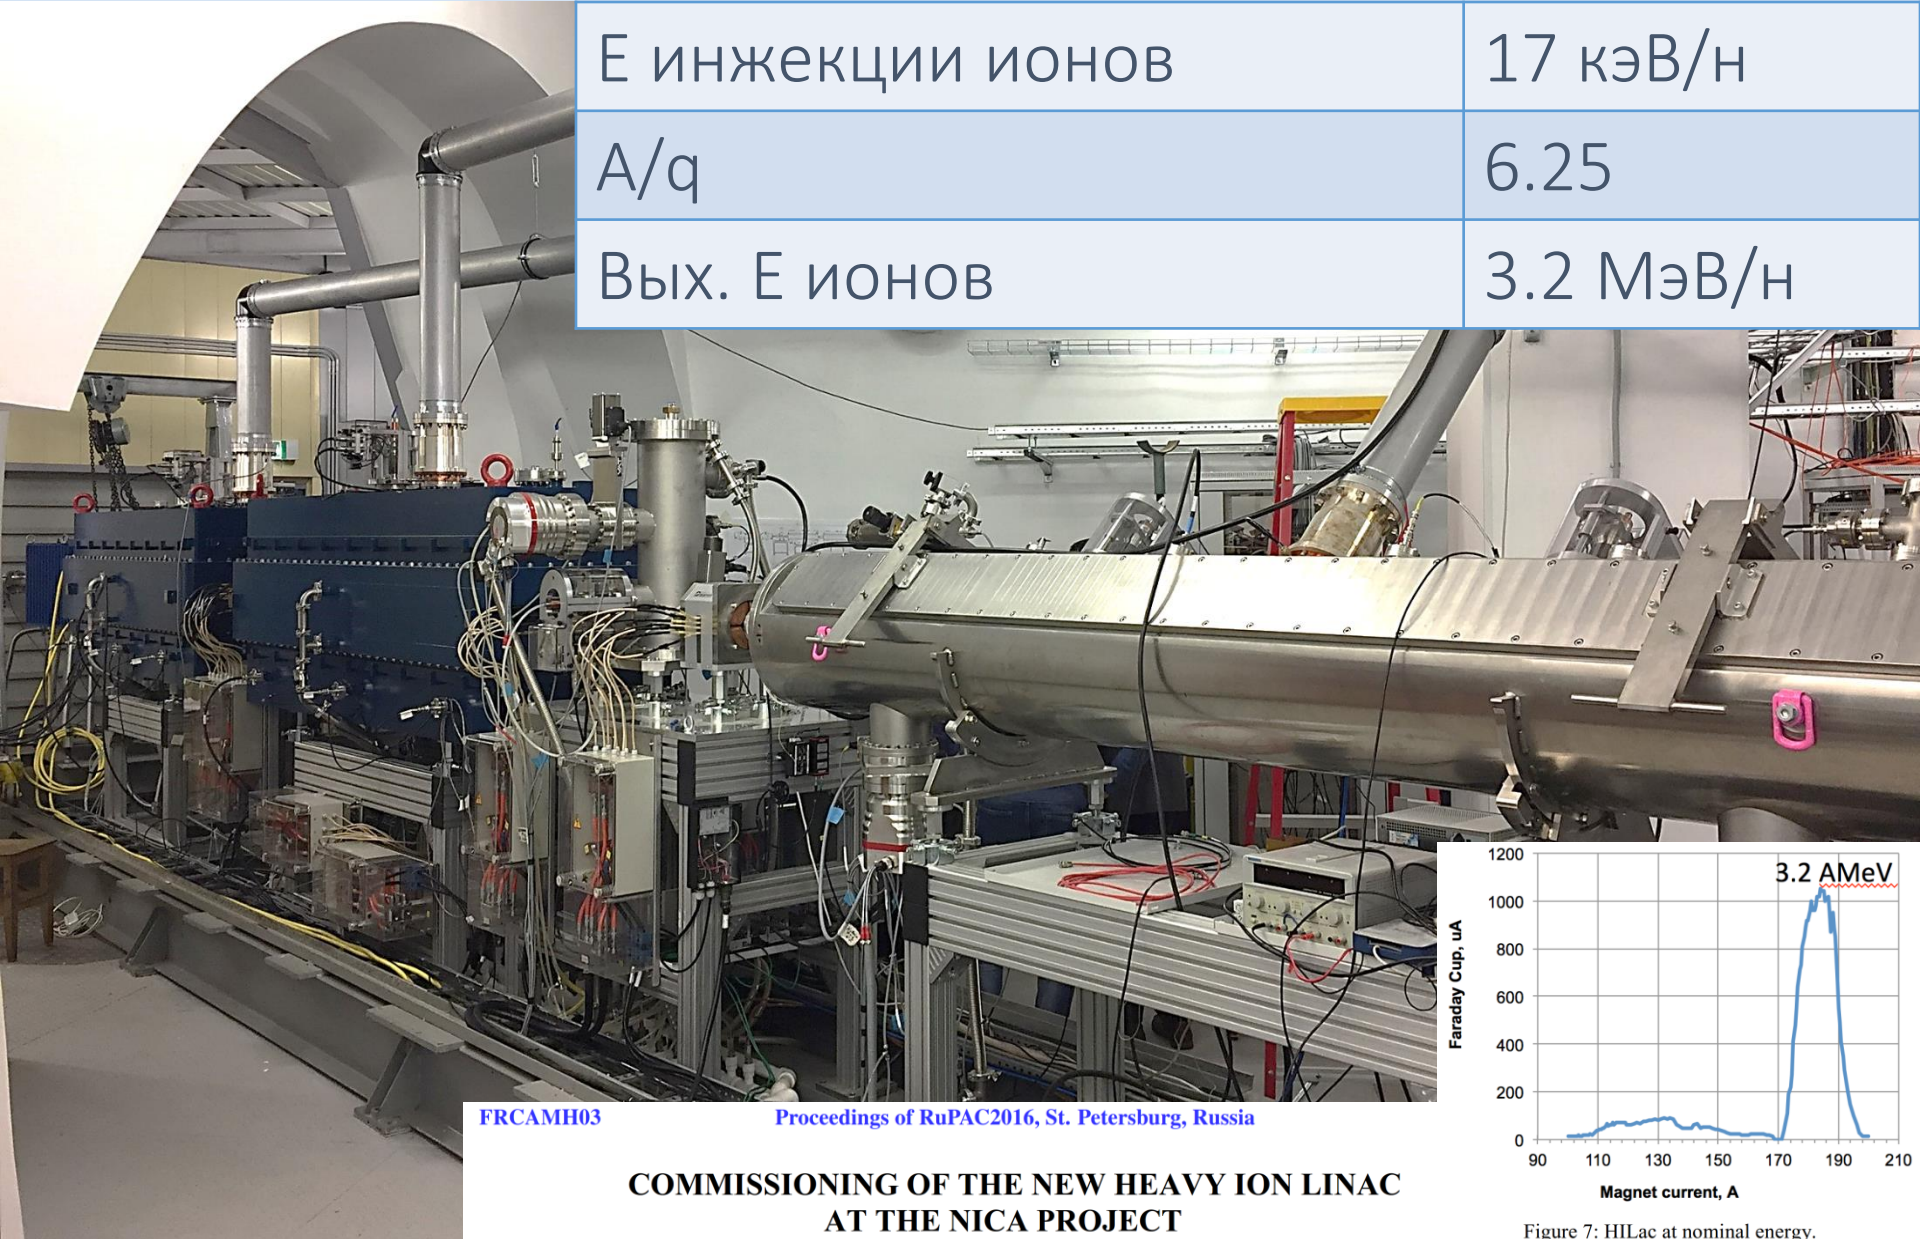 Е инжекции ионов 17 кэВ/н
A/q 6.25
Вых. Е ионов 3.2 МэВ/н
1200
1000
800
600
400
200
0
Faraday Cup, uA
3.2 AMeV
90 110 130 150 170 190 210
Magnet current, A
Figure 7: HILac at nominal energy.
FRCAMH03 Proceedings of RuPAC2016, St. Petersburg, Russia
COMMISSIONING OF THE NEW HEAVY ION LINAC
AT THE NICA PROJECT